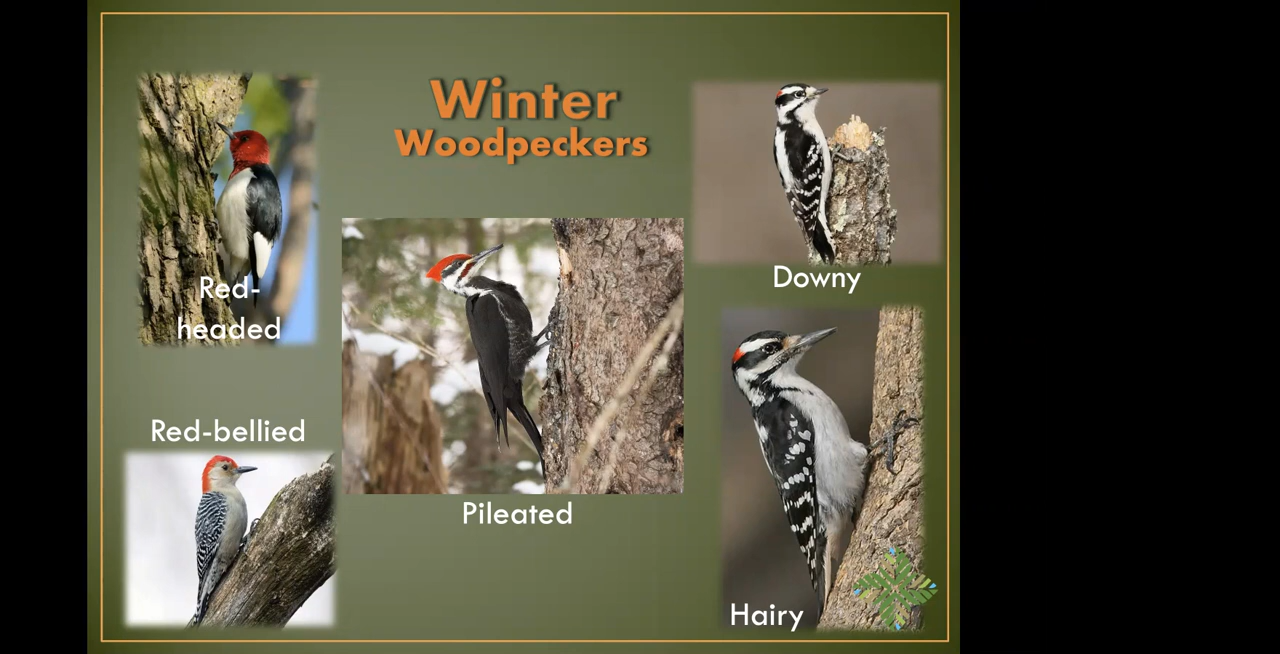 Winter
Woodpeckers
Red-
headed
Downy
Red-bellied
Pileated
Hairy